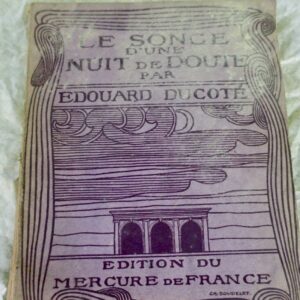 LE SONGE
D'UNE
NUIT DE DOUTE
PAR
EDOUARD DUCOTÉ
EDITION DU
MERCURE DE FRANCE